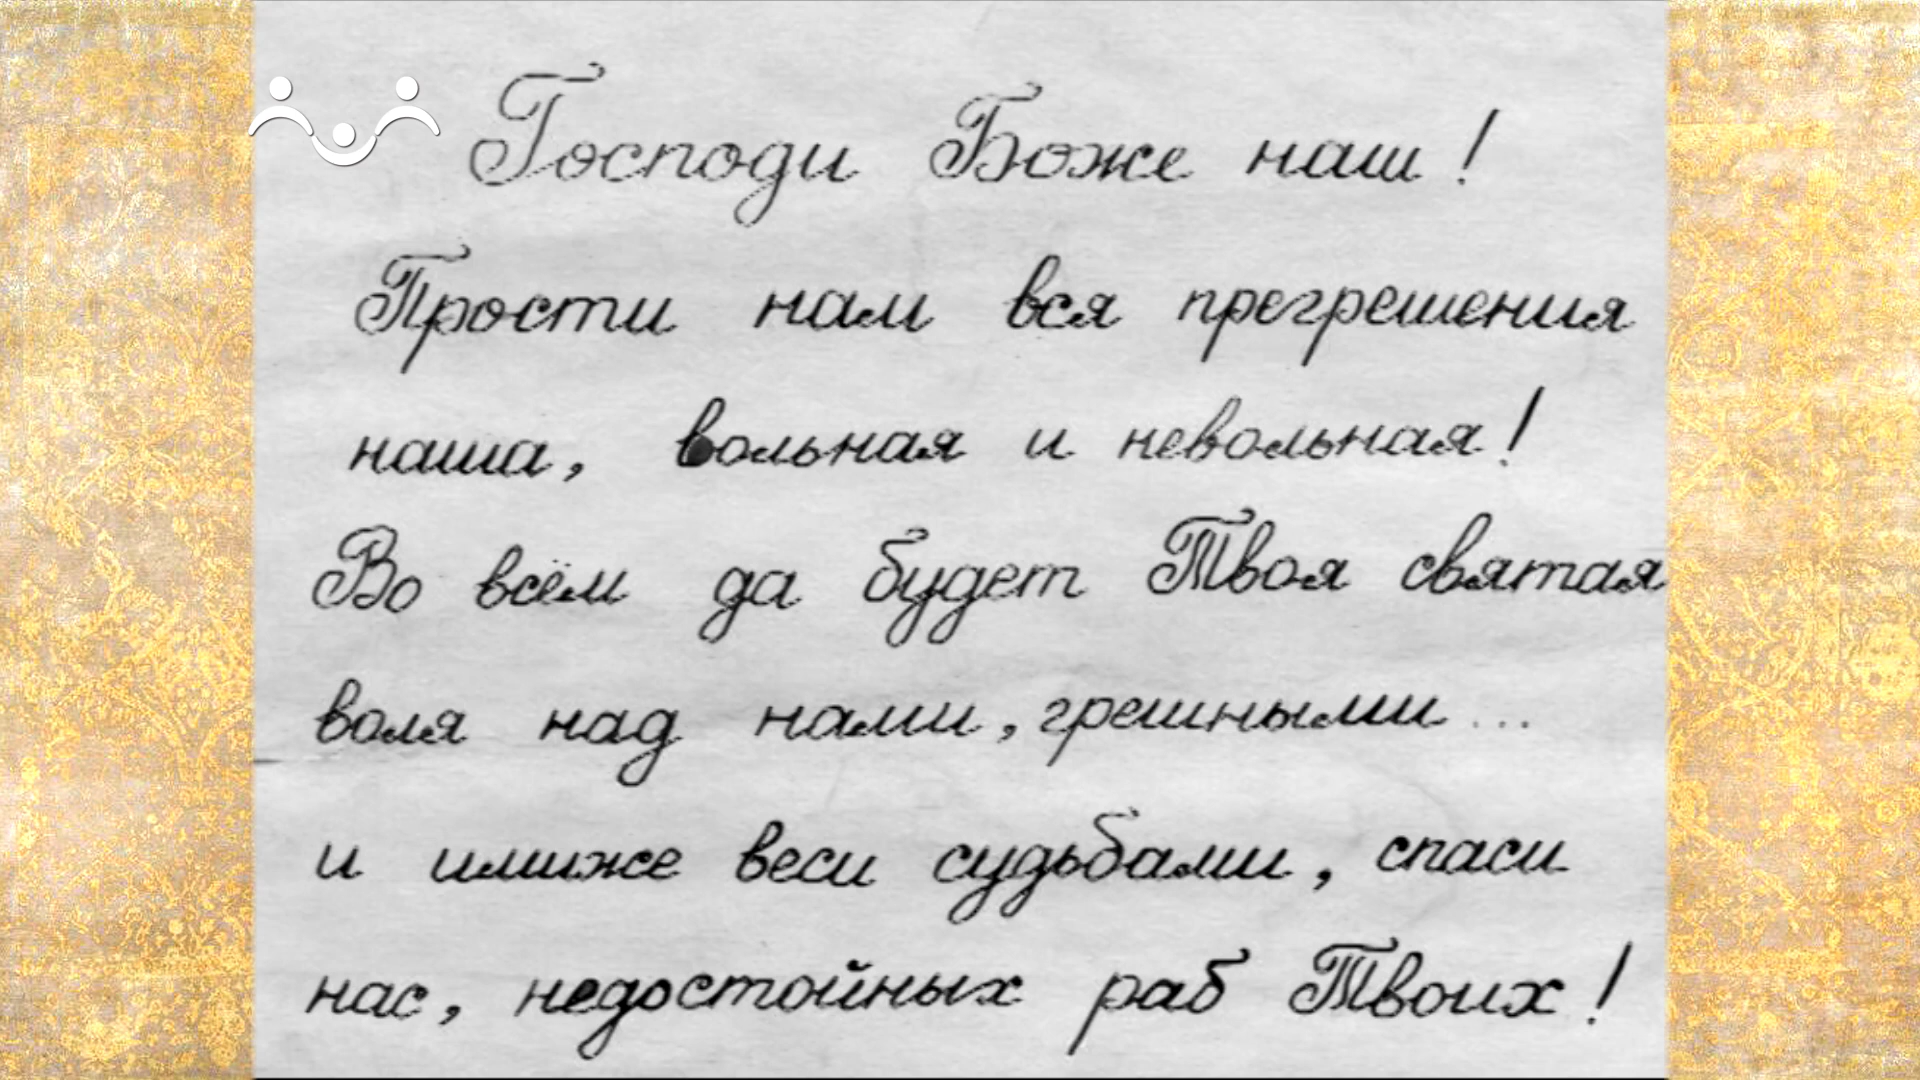 Господи Боже наш!
Прости нам вся прегрешения
наша, вольная и невольная!
Во всём да будет Твоя святая
воля над нами, грешными...
и имиже веси судьбами, спаси
нас, недостойных раб Твоих!